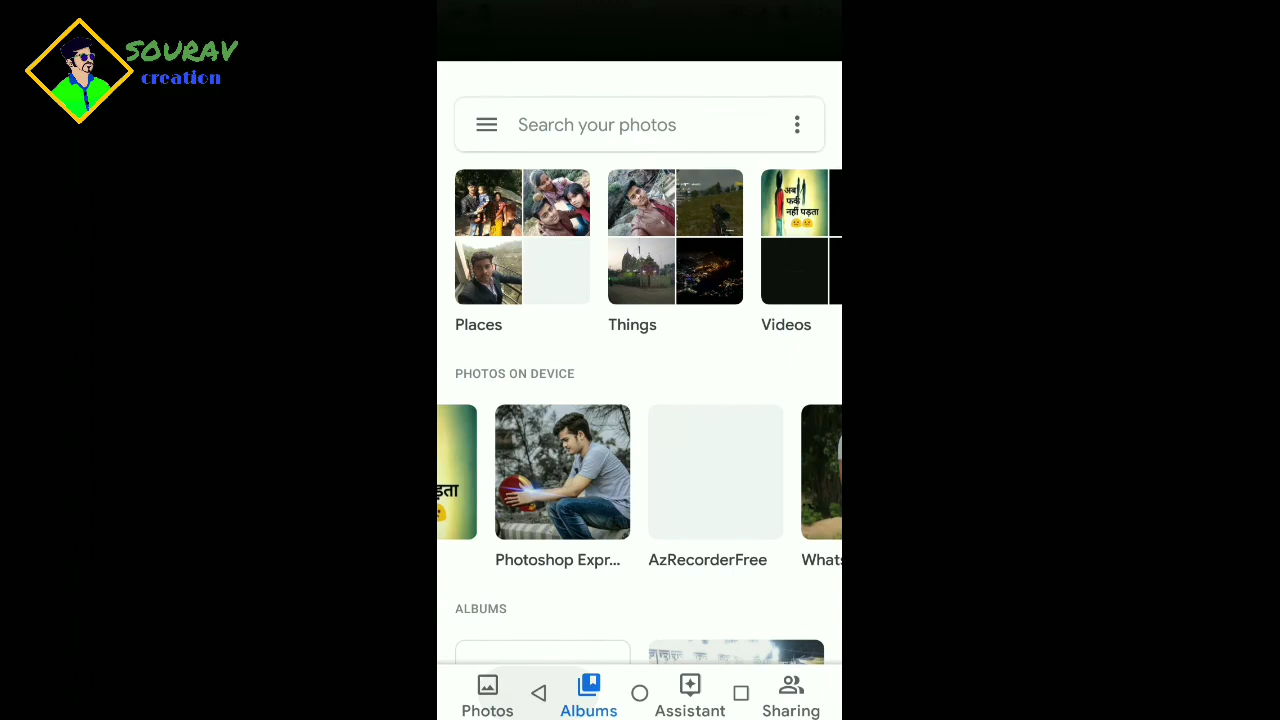 SOURAV
creation
Search your photos
अब
फर्क
नहीं पड़ता
Places
Things
Videos
PHOTOS ON DEVICE
Photoshop Expr...
AzRecorderFree
What
ALBUMS
Photos
Albums
Assistant
Sharing